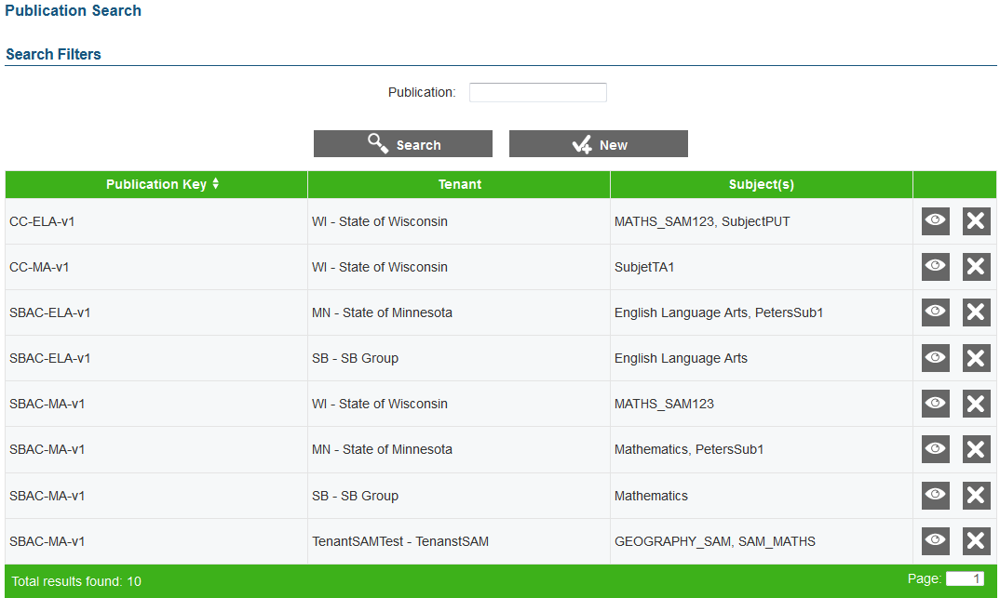 Publication Search
Search Filters
Publication:
Search New
Publication Key Tenant Subject(s)
CC-ELA-v1 WI - State of Wisconsin MATHS_SAM123, SubjectPUT
CC-MA-v1 WI - State of Wisconsin SubjetTA1
SBAC-ELA-v1 MN - State of Minnesota English Language Arts, PetersSub1
SBAC-ELA-v1 SB - SB Group English Language Arts
SBAC-MA-v1 WI - State of Wisconsin MATHS_SAM123
SBAC-MA-v1 MN - State of Minnesota Mathematics, PetersSub1
SBAC-MA-v1 SB - SB Group Mathematics
SBAC-MA-v1 TenantSAMTest - TenanstSAM GEOGRAPHY_SAM, SAM_MATHS
Total results found: 10 Page: 1